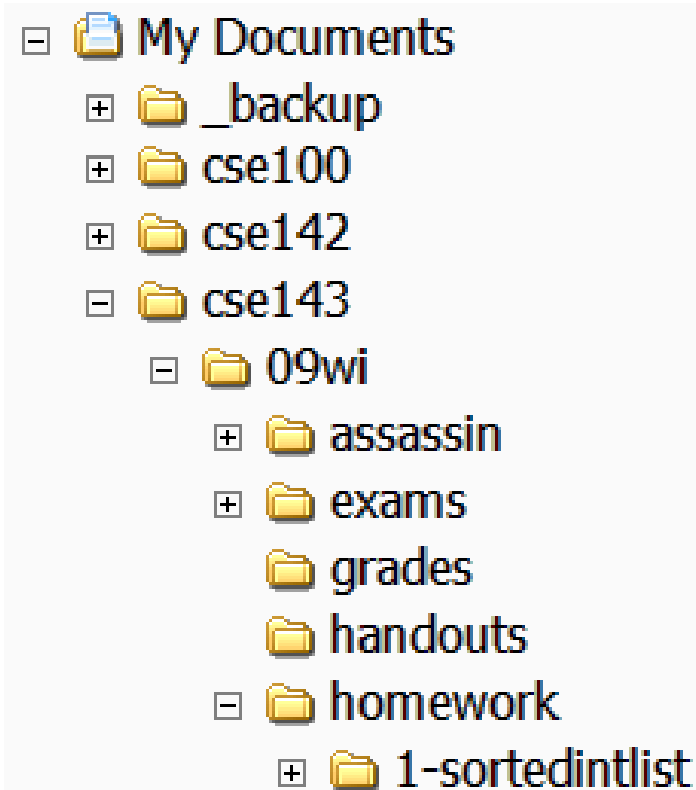 My Documents
_backup
cse100
cse142
cse143
09wi
assassin
exams
grades
handouts
homework
1-sortedintlist